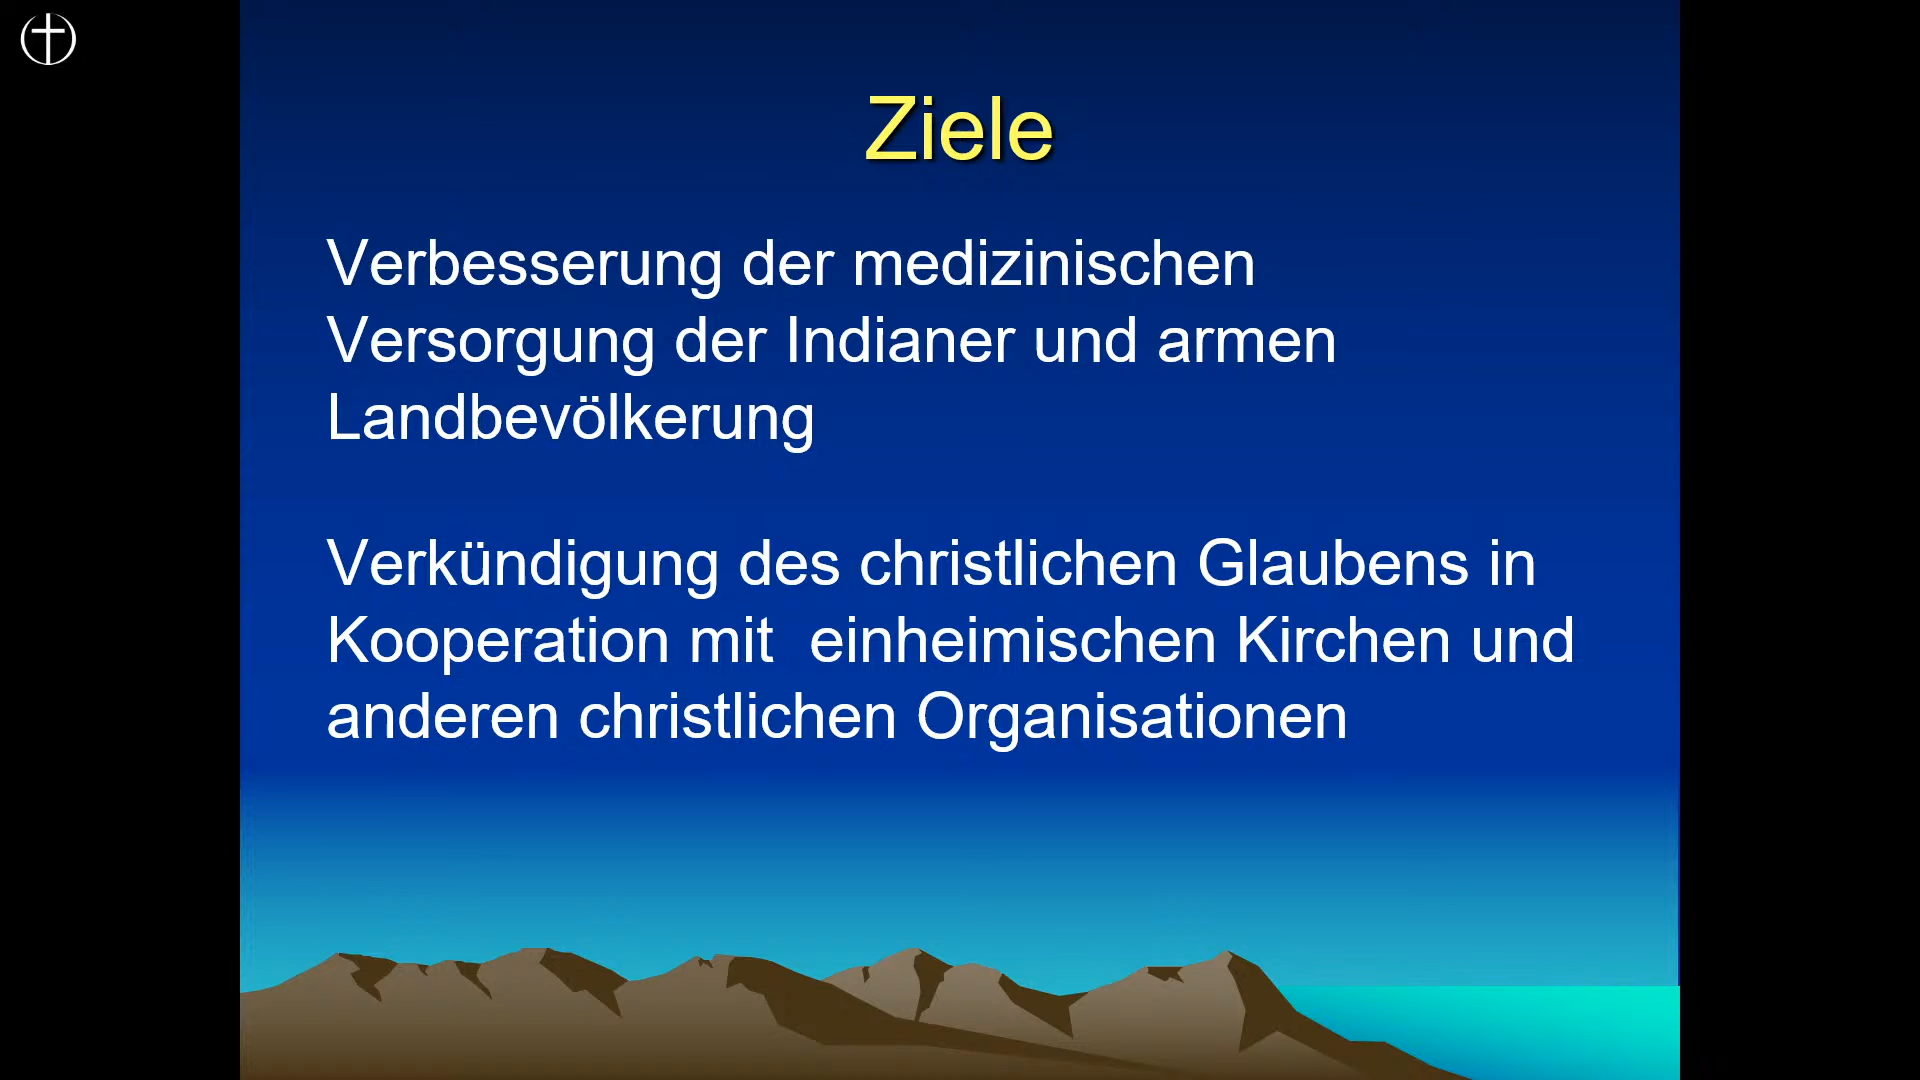 Ziele
Verbesserung der medizinischen
Versorgung der Indianer und armen
Landbevölkerung
Verkündigung des christlichen Glaubens in
Kooperation mit  einheimischen Kirchen und
anderen christlichen Organisationen